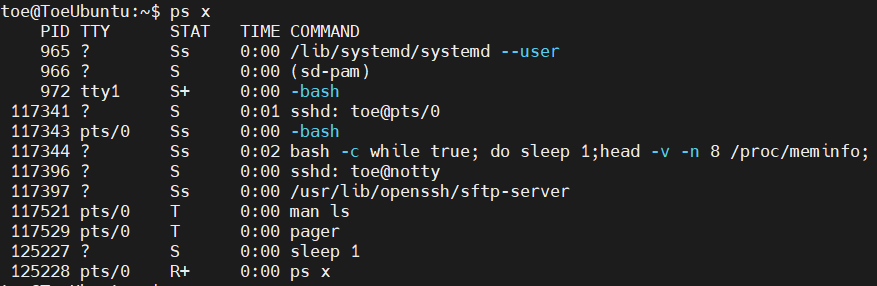 toe@ToeUbuntu:~$ ps x
PID TTY STAT TIME COMMAND
965 ? Ss 0:00 /lib/systemd/systemd --user
966 ? S 0:00 (sd-pam)
972 tty1 S+ 0:00 -bash
117341 ? S 0:01 sshd: toe@pts/0
117343 pts/0 Ss 0:00 -bash
117344 ? Ss 0:02 bash -c while true; do sleep 1;head -v -n 8 /proc/meminfo;
117396 ? S 0:00 sshd: toe@notty
117397 ? Ss 0:00 /usr/lib/openssh/sftp-server
117521 pts/0 T 0:00 man ls
117529 pts/0 T 0:00 pager
125227 ? S 0:00 sleep 1
125228 pts/0 R+ 0:00 ps x